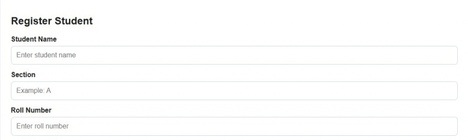 Register Student
Student Name
Enter student name
Section
Example: A
Roll Number
Enter roll number